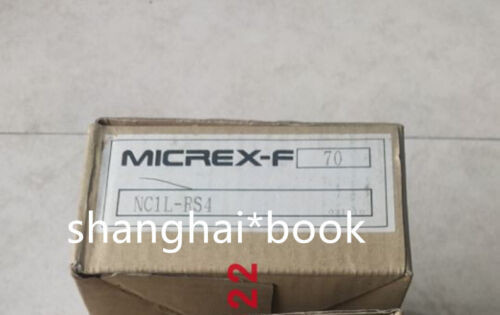 MICREX-F 70
NC1L-RS4
shanghai*book
22